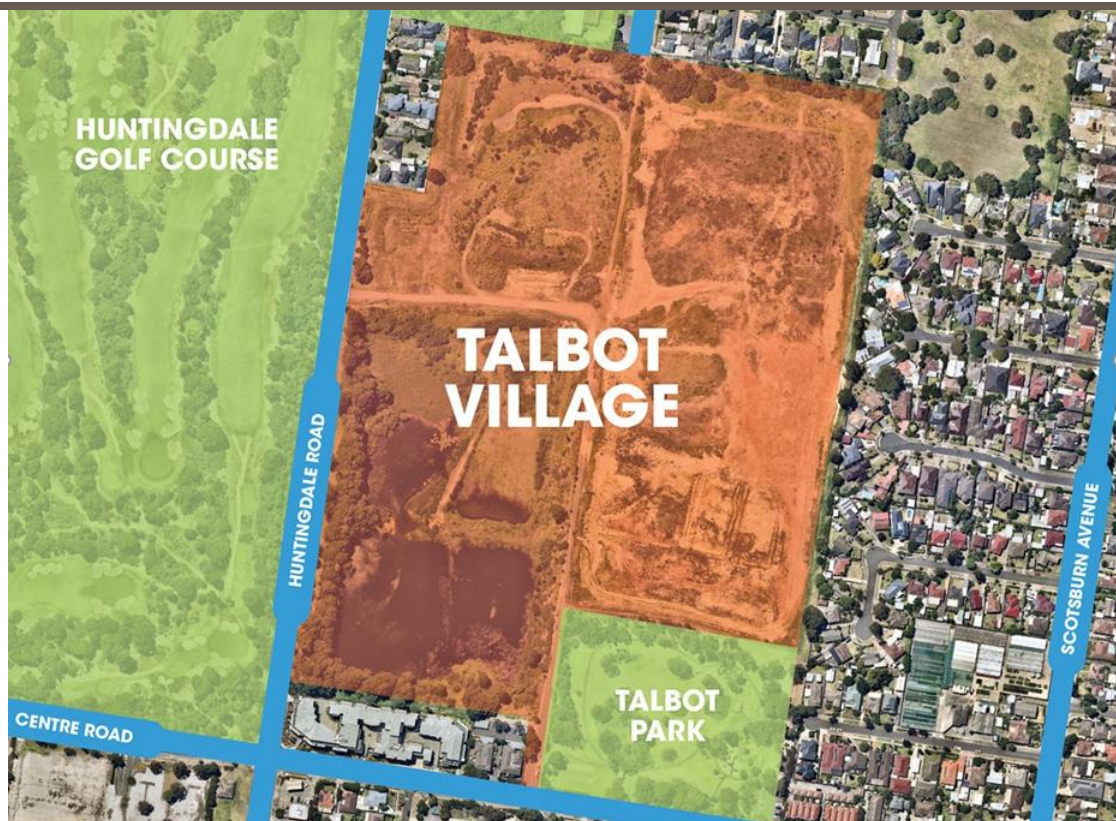 HUNTINGDALE
GOLF COURSE
TALBOT
VILLAGE
HUNTINGDALE ROAD
SCOTSBURN AVENUE
TALBOT
PARK
CENTRE ROAD